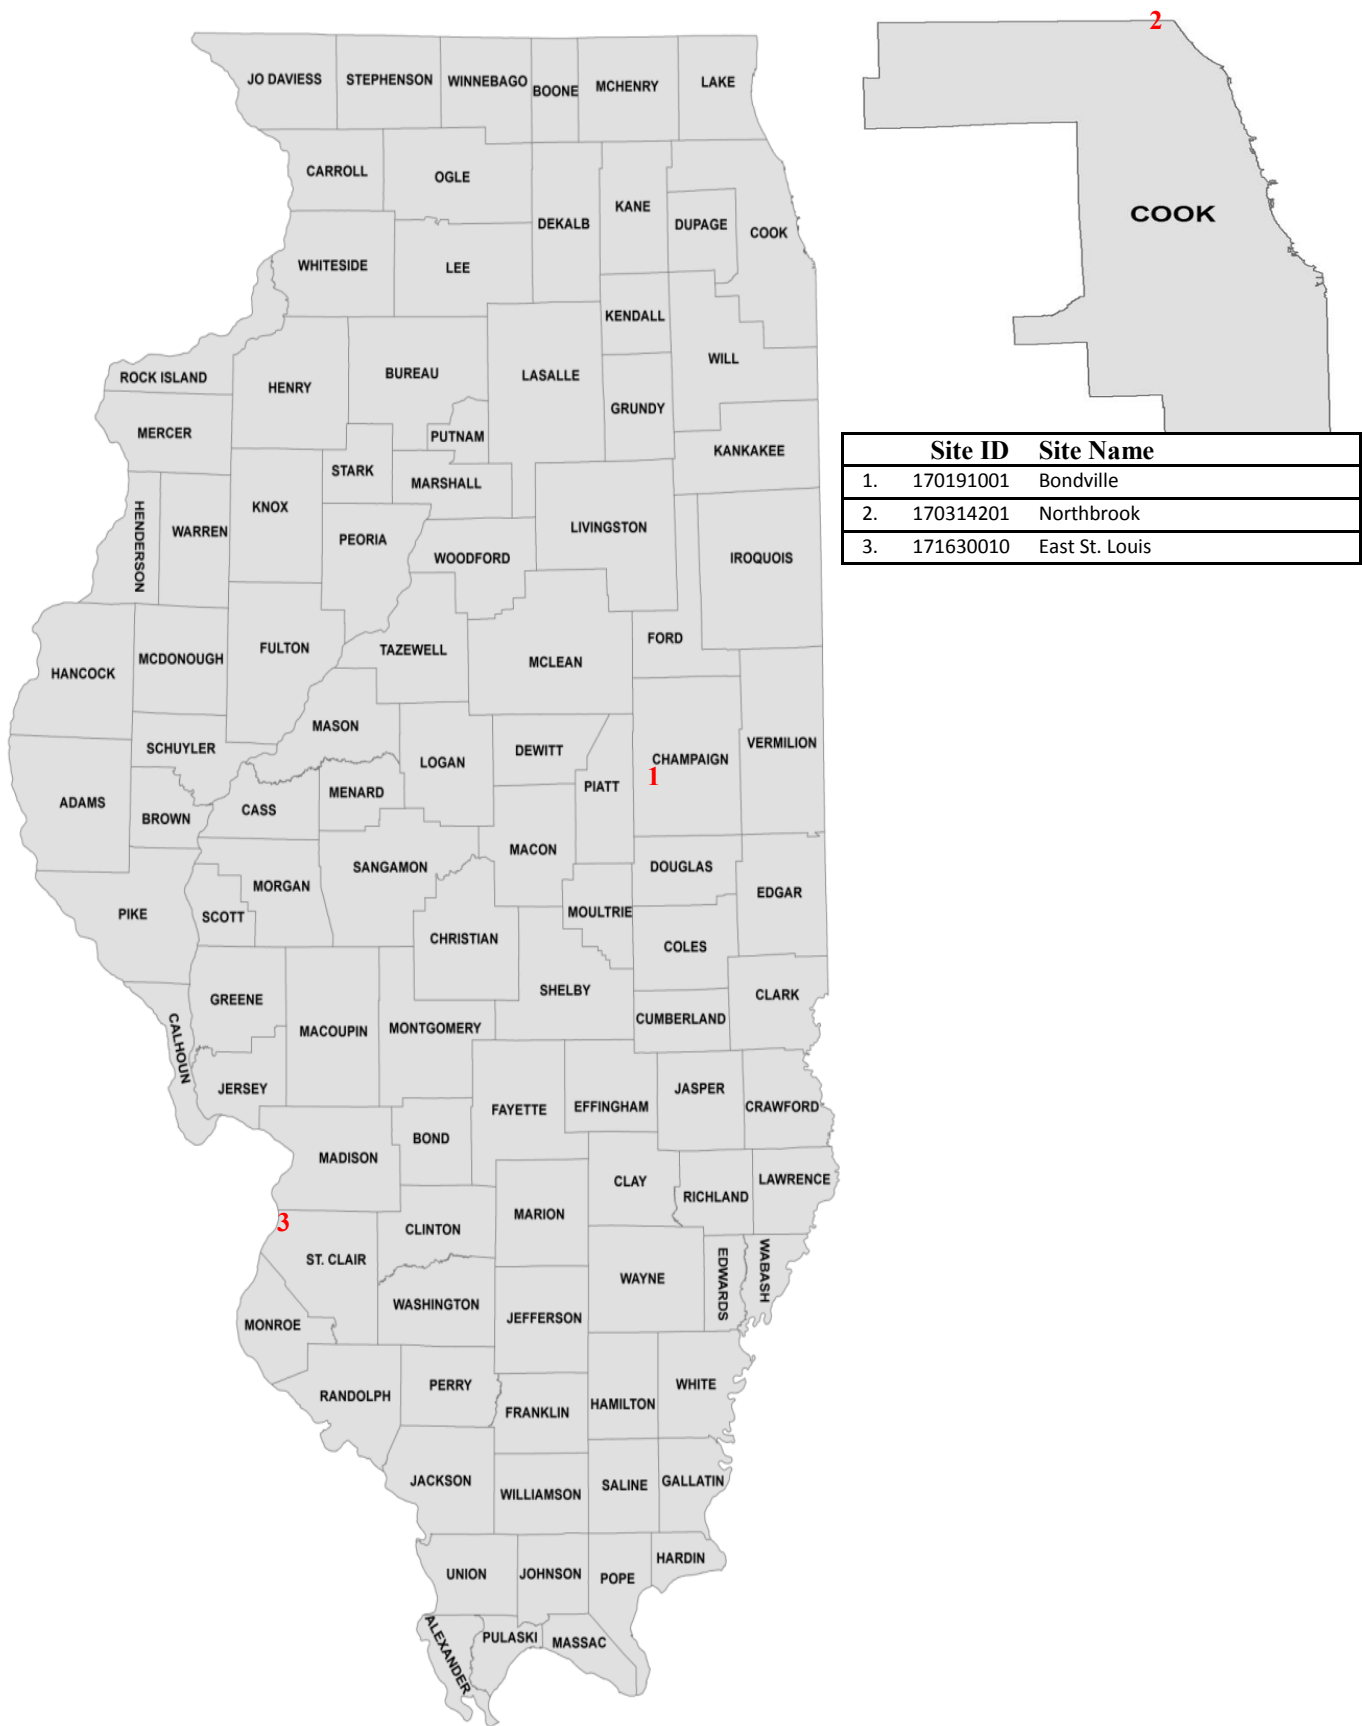 2
JO DAVIESS STEPHENSON WINNEBAGO BOONE MCHENRY LAKE
CARROLL OGLE DEKALB KANE DUPAGE COOK
COOK
WHITESIDE LEE KENDALL
ROCK ISLAND HENRY BUREAU LASALLE GRUNDY WILL
MERCER PUTNAM KANKAKEE
STARK MARSHALL
HENDERSON WARREN KNOX PEORIA WOODFORD LIVINGSTON IROQUOIS
Site ID Site Name
1. 170191001 Bondville
2. 170314201 Northbrook
3. 171630010 East St. Louis
HANCOCK MCDONOUGH FULTON TAZEWELL MCLEAN FORD
SCHUYLER MASON LOGAN DEWITT PIATT CHAMPAIGN VERMILION
1
ADAMS BROWN CASS MENARD
MACON
PIKE SCOTT MORGAN SANGAMON CHRISTIAN MOULTRIE DOUGLAS EDGAR
COLES
GREENE SHELBY CLARK
CALHOUN MACOUPIN MONTGOMERY CUMBERLAND
JERSEY FAYETTE EFFINGHAM JASPER CRAWFORD
MADISON BOND CLAY RICHLAND LAWRENCE
3
ST. CLAIR CLINTON MARION
WAYNE EDWARDS WABASH
MONROE WASHINGTON JEFFERSON
RANDOLPH PERRY FRANKLIN HAMILTON WHITE
JACKSON WILLIAMSON SALINE GALLATIN
UNION JOHNSON POPE HARDIN
ALEXANDER PULASKI MASSAC